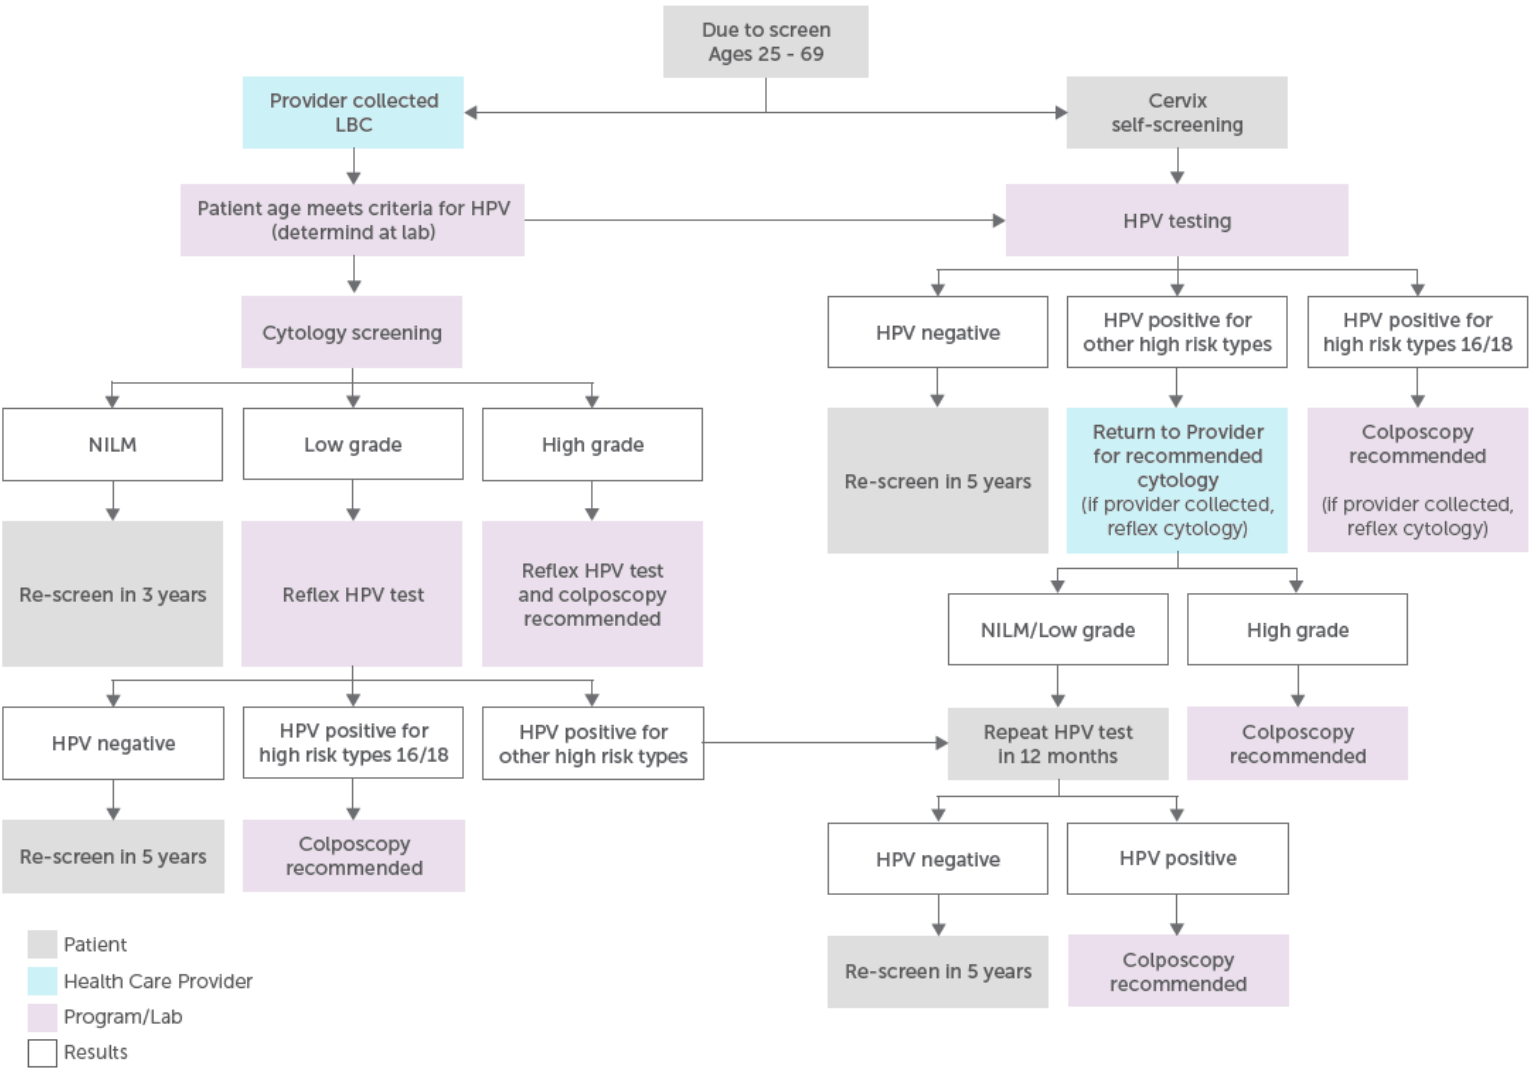 Due to screen
Ages 25 - 69
Provider collected
LBC
Cervix
self-screening
Patient age meets criteria for HPV
(determind at lab)
HPV testing
Cytology screening
HPV negative
HPV positive for
other high risk types
HPV positive for
high risk types 16/18
NILM
Low grade
High grade
Re-screen in 5 years
Return to Provider
for recommended
cytology
(if provider collected,
reflex cytology)
Colposcopy
recommended
(if provider collected,
reflex cytology)
Re-screen in 3 years
Reflex HPV test
Reflex HPV test
and colposcopy
recommended
NILM/Low grade
High grade
HPV negative
HPV positive for
high risk types 16/18
HPV positive for
other high risk types
Repeat HPV test
in 12 months
Colposcopy
recommended
Re-screen in 5 years
Colposcopy
recommended
HPV negative
HPV positive
Re-screen in 5 years
Colposcopy
recommended
Patient
Health Care Provider
Program/Lab
Results